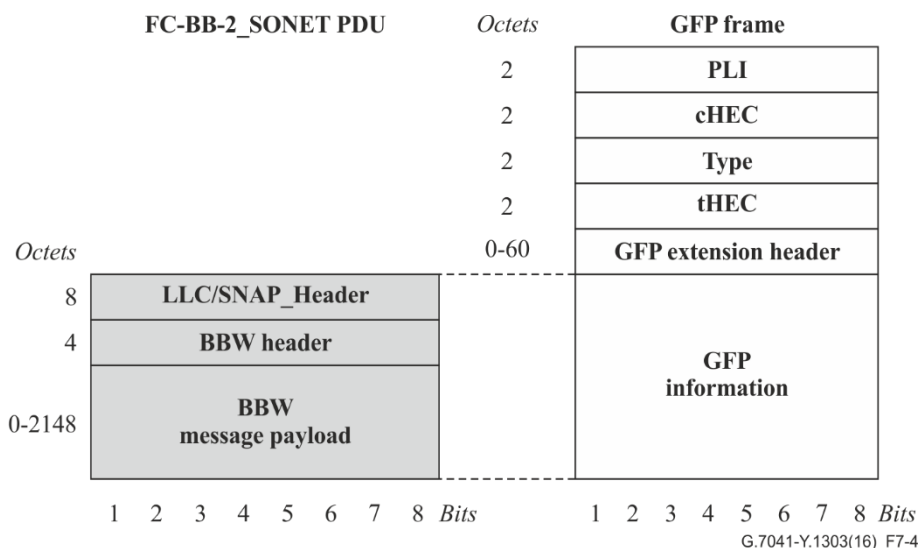 FC-BB-2_SONET PDU Octets GFP frame
2 PLI
2 cHEC
2 Type
2 tHEC
Octets 0-60 GFP extension header
8 LLC/SNAP_Header
4 BBW header
GFP
information
0-2148 BBW
message payload
1 2 3 4 5 6 7 8 Bits 1 2 3 4 5 6 7 8 Bits
G.7041-Y.1303(16)_F7-4